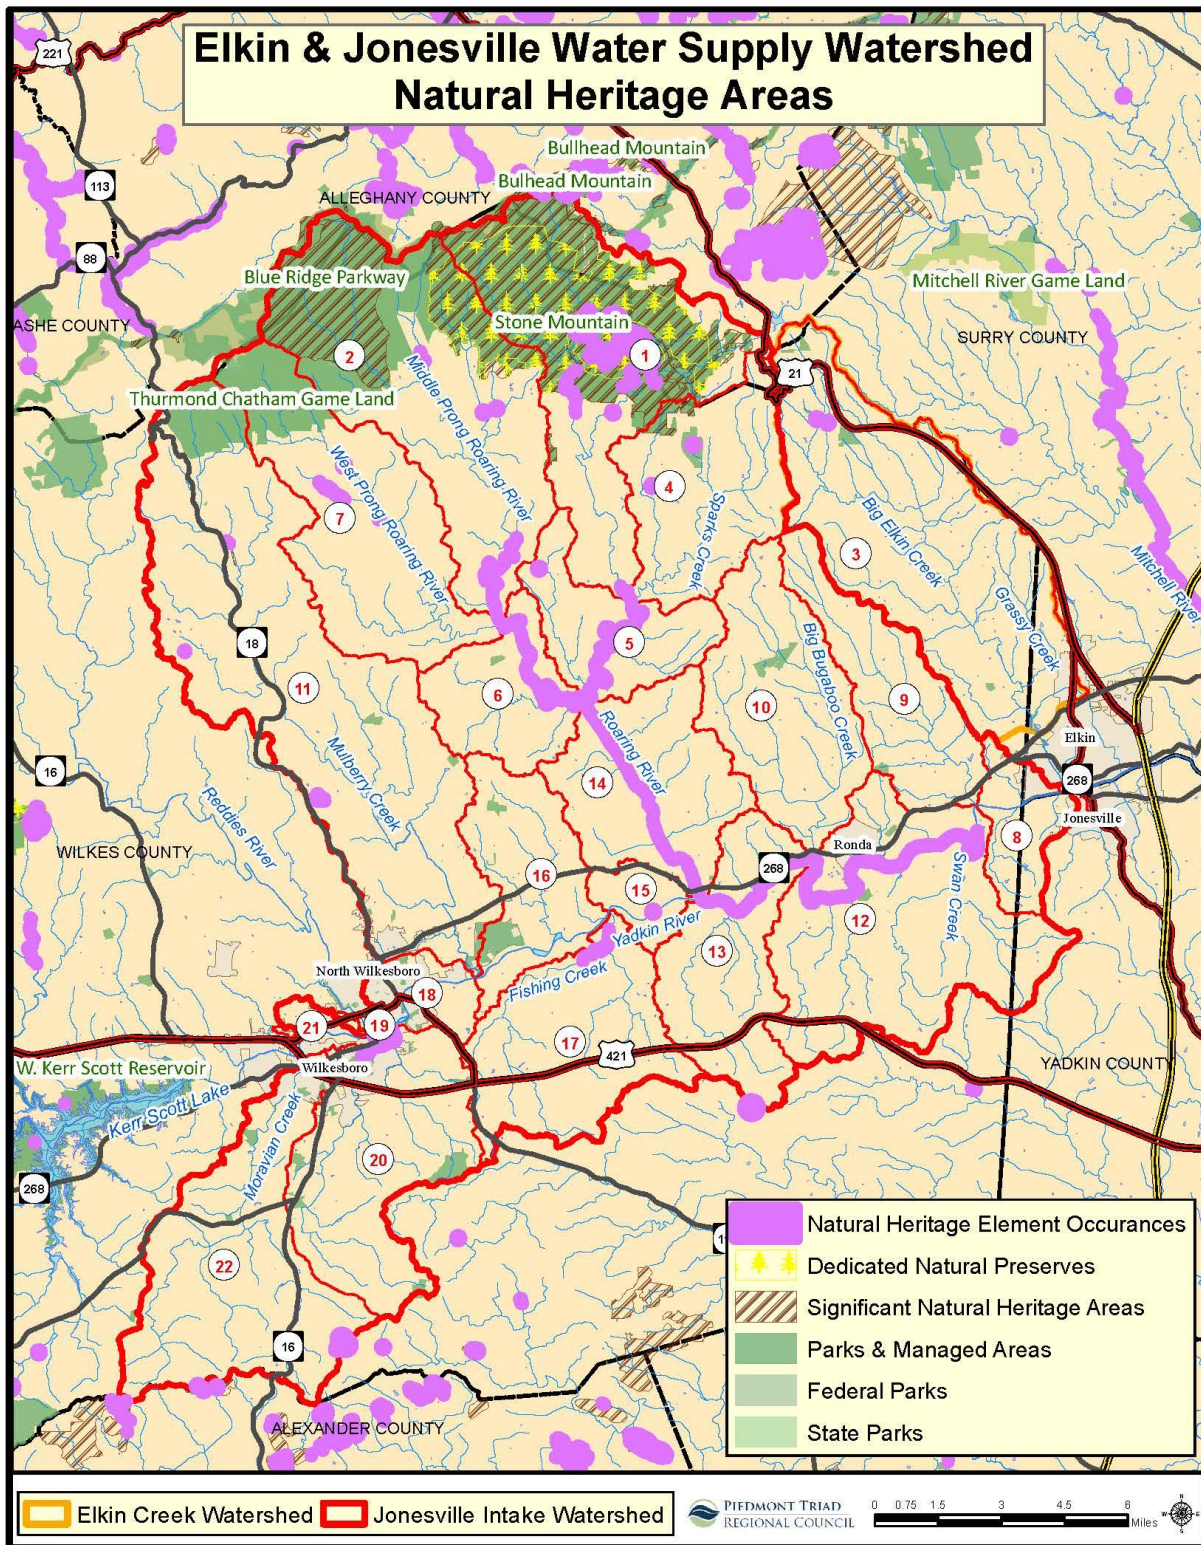 Elkin & Jonesville Water Supply Watershed
Natural Heritage Areas
221
Bullhead Mountain
Bulhead Mountain
113
ALLEGHANY COUNTY
88
Blue Ridge Parkway
Mitchell River Game Land
ASHE COUNTY
Stone Mountain
SURRY COUNTY
2
1
21
Thurmond Chatham Game Land
Middle Prong Roaring River
West Prong Roaring River
4
7
Sparks Creek
Big Elkin Creek
3
Mitchell River
Grassy Creek
18
5
Big Bugaboo Creek
11
6
10
9
Roaring River
Elkin
16
14
268
Mulberry Creek
Reddies River
Jonesville
WILKES COUNTY
Ronda
8
268
16
15
Swan Creek
12
Yadkin River
13
North Wilkesboro
Fishing Creek
18
21
19
17
421
W. Kerr Scott Reservoir
Wilkesboro
YADKIN COUNTY
Kerr Scott Lake
Moravian Creek
20
268
22
16
ALEXANDER COUNTY
Natural Heritage Element Occurances
Dedicated Natural Preserves
Significant Natural Heritage Areas
Parks & Managed Areas
Federal Parks
State Parks
Elkin Creek Watershed
Jonesville Intake Watershed
PIEDMONT TRIAD
REGIONAL COUNCIL
0 0.75 1.5 3 4.5 6
Miles